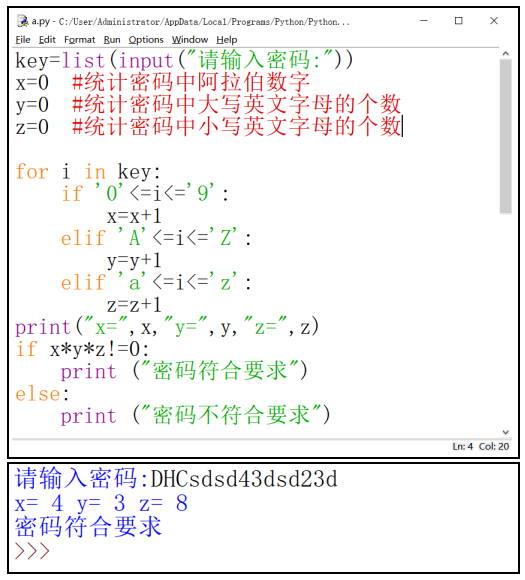 a.py - C:/User/Administrator/AppData/Local/Programs/Python/Python...
File Edit Format Run Options Window Help
key=list(input("请输入密码:"))
x=0  #统计密码中阿拉伯数字
y=0  #统计密码中大写英文字母的个数
z=0  #统计密码中小写英文字母的个数
for i in key:
    if '0'<=i<='9':
        x=x+1
    elif 'A'<=i<='Z':
        y=y+1
    elif 'a'<=i<='z':
        z=z+1
print("x=",x,"y=",y,"z=",z)
if x*y*z!=0:
    print ("密码符合要求")
else:
    print ("密码不符合要求")
Ln: 4 Col: 20
请输入密码:DHCsdsd43dsd23d
x= 4 y= 3 z= 8
密码符合要求
>>>